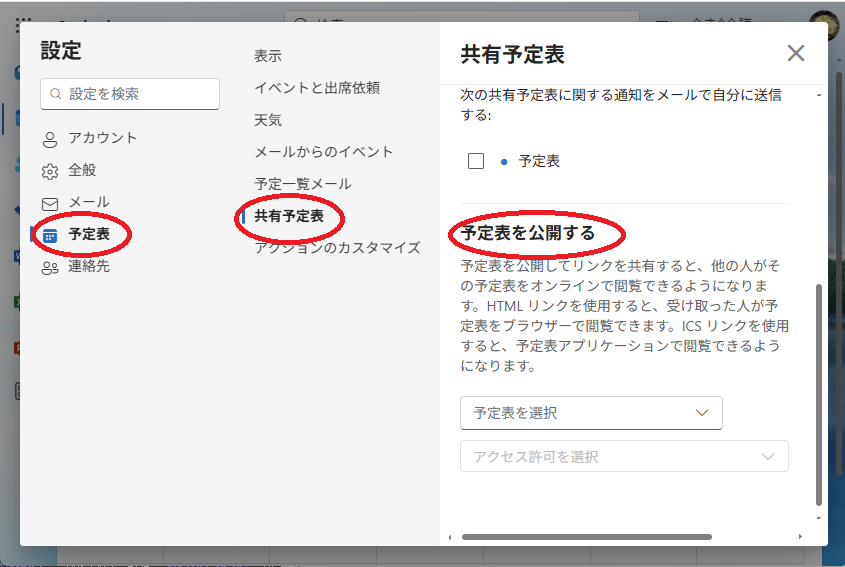 設定
設定を検索
アカウント
全般
メール
予定表
連絡先
表示
イベントと出席依頼
天気
メールからのイベント
予定一覧メール
共有予定表
アクションのカスタマイズ
共有予定表
次の共有予定表に関する通知をメールで自分に送信
する:
予定表
予定表を公開する
予定表を公開してリンクを共有すると、他の人がそ
の予定表をオンラインで閲覧できるようになりま
す。HTML リンクを使用すると、受け取った人が予
定表をブラウザーで閲覧できます。ICS リンクを使用
すると、予定表アプリケーションで閲覧できるよう
になります。
予定表を選択
アクセス許可を選択